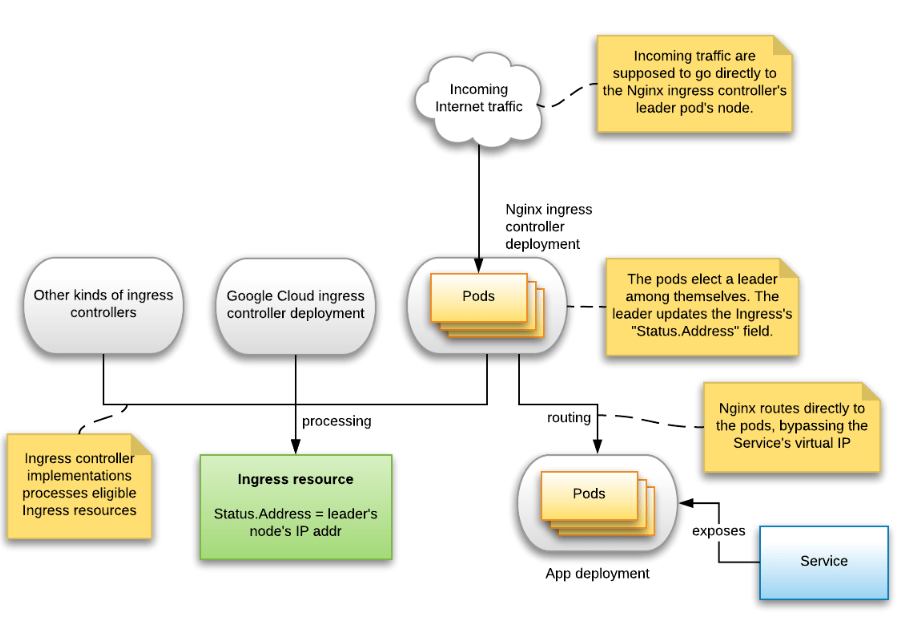 Incoming
Internet traffic
Incoming traffic are
supposed to go directly to
the Nginx ingress controller's
leader pod's node.
Nginx ingress
controller
deployment
Other kinds of ingress
controllers
Google Cloud ingress
controller deployment
Pods
The pods elect a leader
among themselves. The
leader updates the Ingress's
"Status.Address" field.
processing
routing
Nginx routes directly to
the pods, bypassing the
Service's virtual IP
Ingress controller
implementations
processes eligible
Ingress resources
Ingress resource
Status.Address = leader's
node's IP addr
Pods
App deployment
exposes
Service